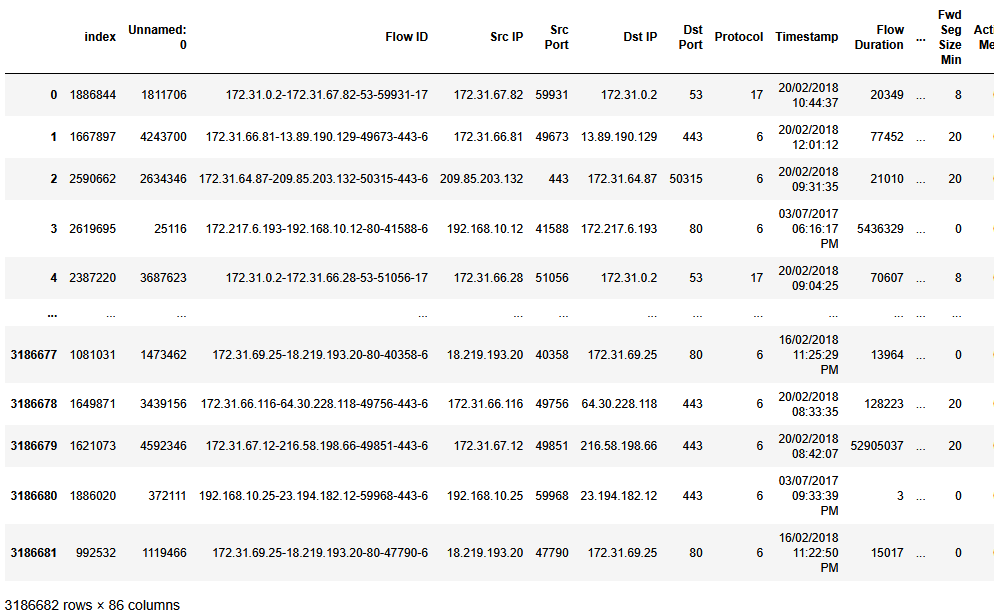 index Unnamed: 0 Flow ID Src IP Src Port Dst IP Dst Port Protocol Timestamp Flow Duration ... Fwd Seg Size Min
0 1886844 1811706 172.31.0.2-172.31.67.82-53-59931-17 172.31.67.82 59931 172.31.0.2 53 17 20/02/2018 10:44:37 20349 ... 8
1 1667897 4243700 172.31.66.81-13.89.190.129-49673-443-6 172.31.66.81 49673 13.89.190.129 443 6 20/02/2018 12:01:12 77452 ... 20
2 2590662 2634346 172.31.64.87-209.85.203.132-50315-443-6 209.85.203.132 443 172.31.64.87 50315 6 20/02/2018 09:31:35 21010 ... 20
3 2619695 25116 172.217.6.193-192.168.10.12-80-41588-6 192.168.10.12 41588 172.217.6.193 80 6 03/07/2017 06:16:17 PM 5436329 ... 0
4 2387220 3687623 172.31.0.2-172.31.66.28-53-51056-17 172.31.66.28 51056 172.31.0.2 53 17 20/02/2018 09:04:25 70607 ... 8
... ... ... ... ... ... ... ... ... ... ... ... ...
3186677 1081031 1473462 172.31.69.25-18.219.193.20-80-40358-6 18.219.193.20 40358 172.31.69.25 80 6 16/02/2018 11:25:29 PM 13964 ... 0
3186678 1649871 3439156 172.31.66.116-64.30.228.118-49756-443-6 172.31.66.116 49756 64.30.228.118 443 6 20/02/2018 08:33:35 128223 ... 20
3186679 1621073 4592346 172.31.67.12-216.58.198.66-49851-443-6 172.31.67.12 49851 216.58.198.66 443 6 20/02/2018 08:42:07 52905037 ... 20
3186680 1886020 372111 192.168.10.25-23.194.182.12-59968-443-6 192.168.10.25 59968 23.194.182.12 443 6 03/07/2017 09:33:39 PM 3 ... 0
3186681 992532 1119466 172.31.69.25-18.219.193.20-80-47790-6 18.219.193.20 47790 172.31.69.25 80 6 16/02/2018 11:22:50 PM 15017 ... 0
3186682 rows × 86 columns